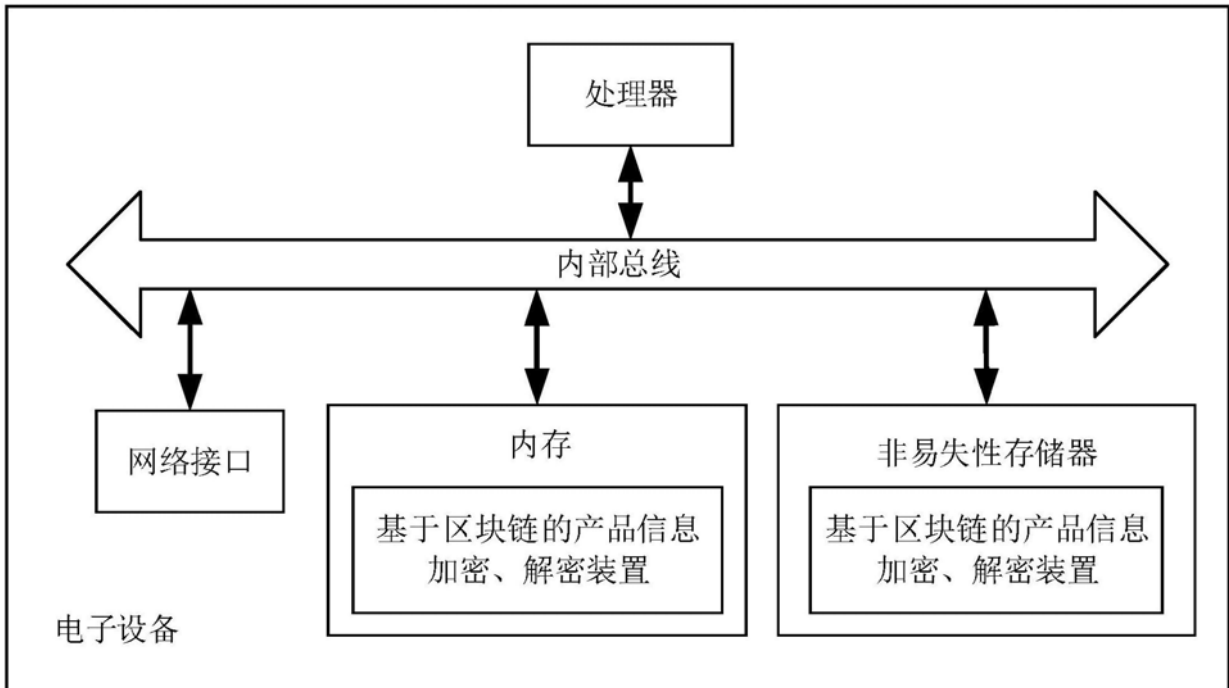 处理器
内部总线
网络接口
内存
基于区块链的产品信息
加密、解密装置
非易失性存储器
基于区块链的产品信息
加密、解密装置
电子设备